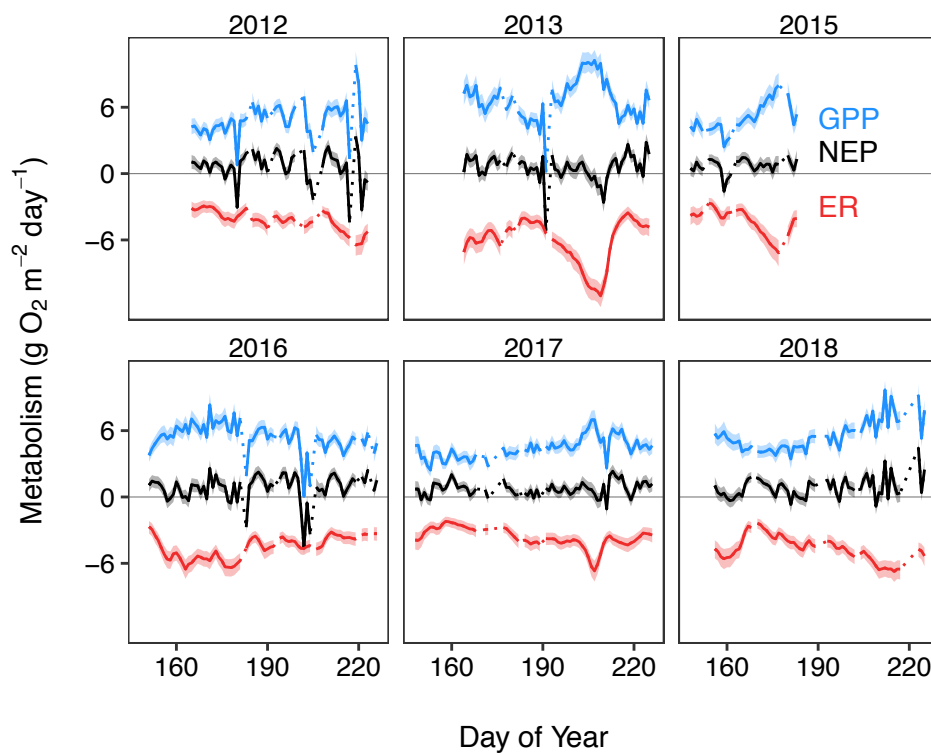 2012 2013 2015
6
0
−6
GPP
NEP
ER
2016 2017 2018
6
0
−6
160 190 220 160 190 220 160 190 220
Day of Year
Metabolism (g O₂ m⁻² day⁻¹)